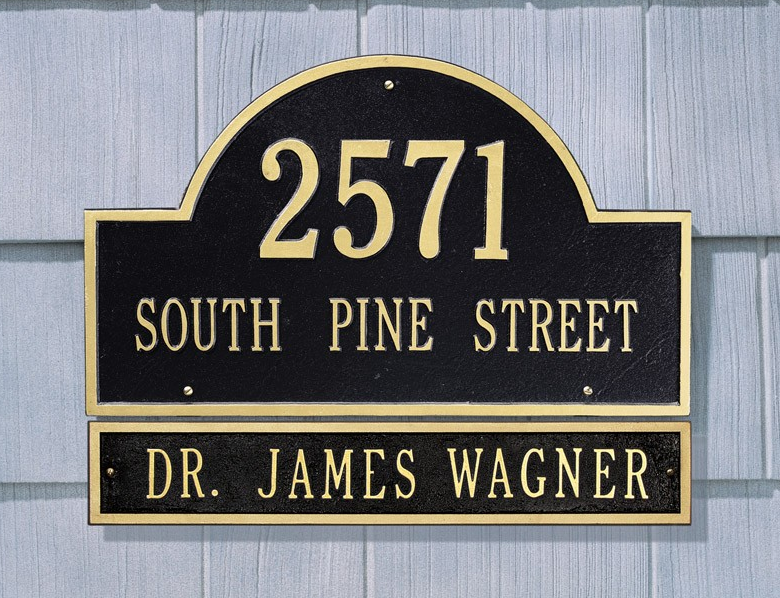 2571
SOUTH PINE STREET
DR. JAMES WAGNER